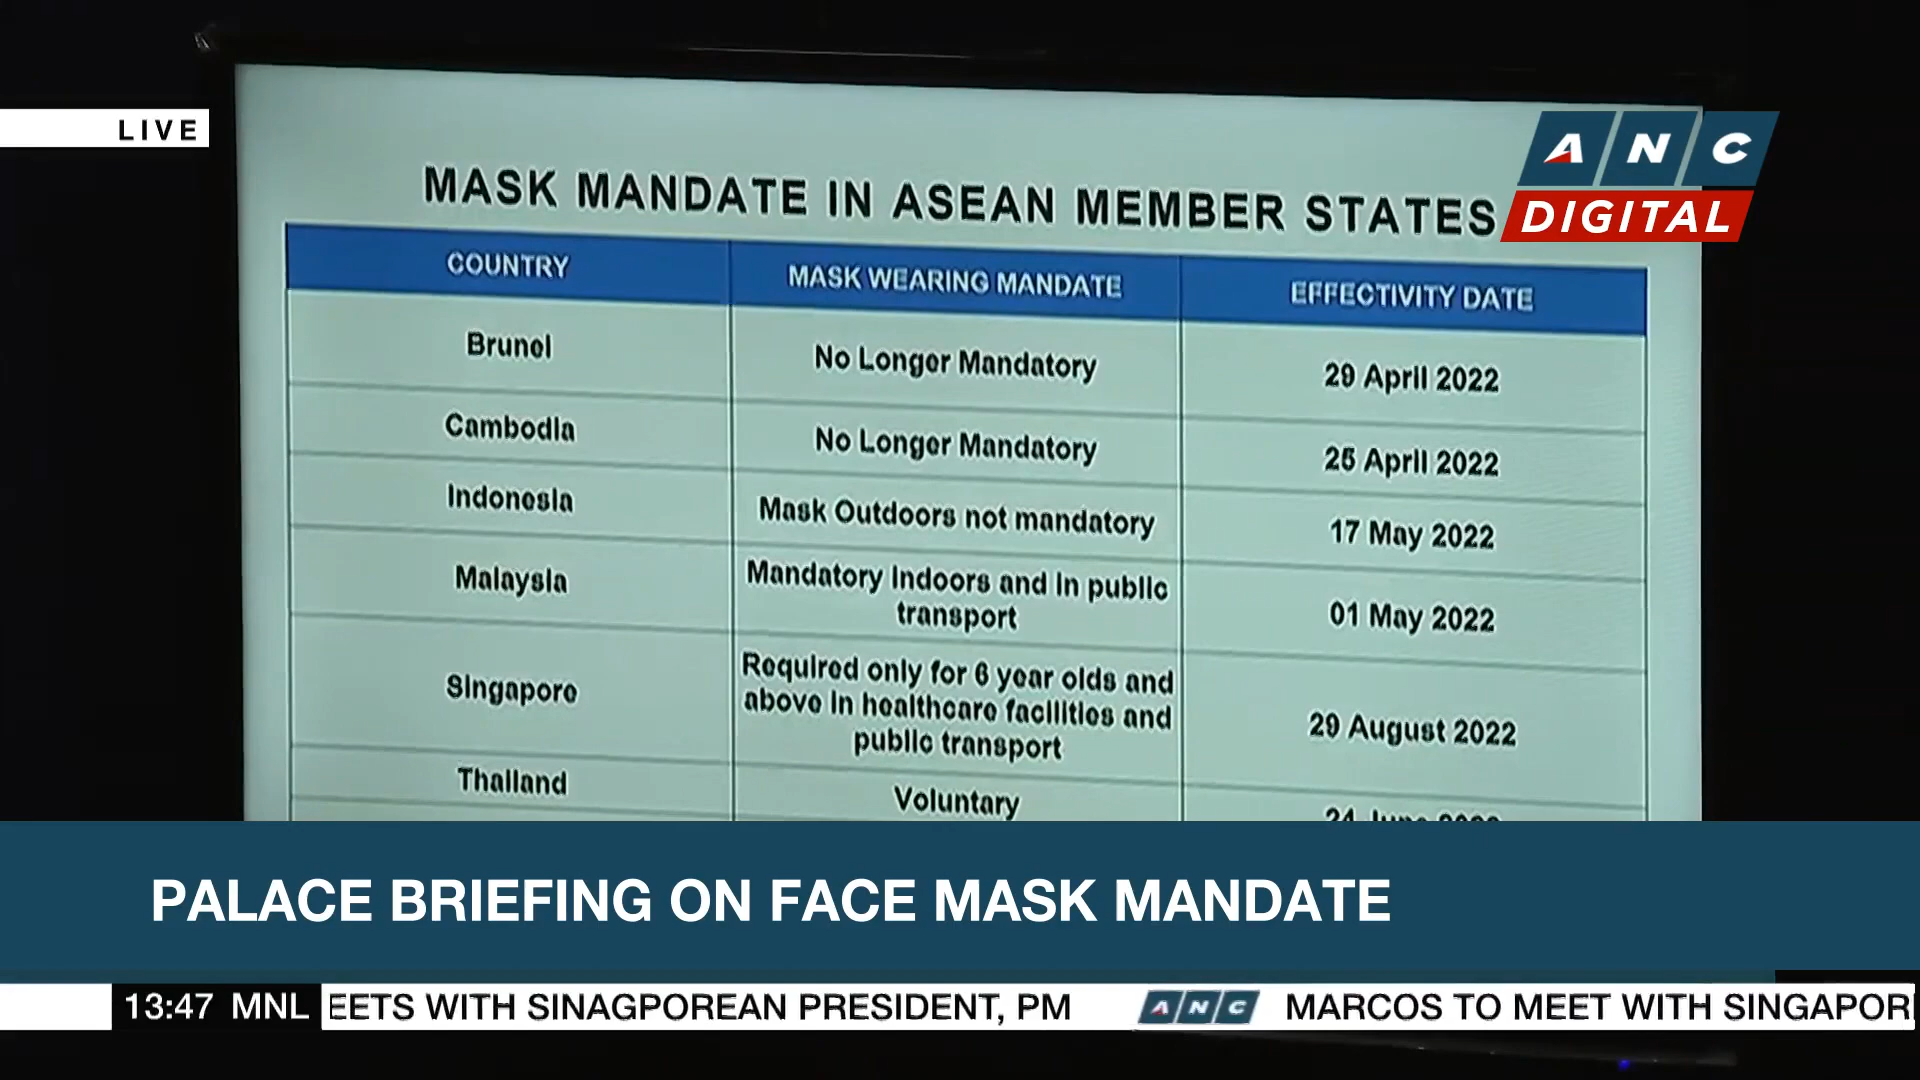 LIVE
ANC
DIGITAL
MASK MANDATE IN ASEAN MEMBER STATES
COUNTRY
MASK WEARING MANDATE
EFFECTIVITY DATE
Brunei
No Longer Mandatory
29 April 2022
Cambodia
No Longer Mandatory
25 April 2022
Indonesia
Mask Outdoors not mandatory
17 May 2022
Malaysia
Mandatory Indoors and in public
transport
01 May 2022
Singapore
Required only for 6 year olds and
above in healthcare facilities and
public transport
29 August 2022
Thailand
Voluntary
24 June 2022
PALACE BRIEFING ON FACE MASK MANDATE
13:47 MNL
EETS WITH SINAGPOREAN PRESIDENT, PM ANC MARCOS TO MEET WITH SINGAPOR